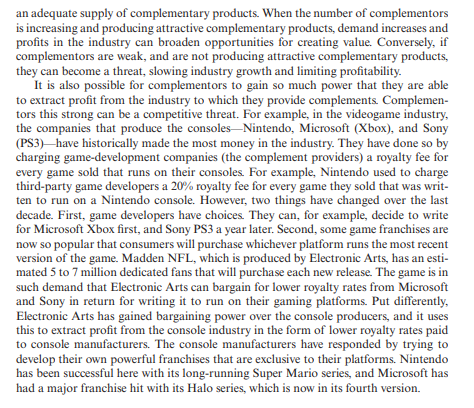 an adequate supply of complementary products. When the number of complementors
is increasing and producing attractive complementary products, demand increases and
profits in the industry can broaden opportunities for creating value. Conversely, if
complementors are weak, and are not producing attractive complementary products,
they can become a threat, slowing industry growth and limiting profitability.
It is also possible for complementors to gain so much power that they are able
to extract profit from the industry to which they provide complements. Complemen-
tors this strong can be a competitive threat. For example, in the videogame industry,
the companies that produce the consoles—Nintendo, Microsoft (Xbox), and Sony
(PS3)—have historically made the most money in the industry. They have done so by
charging game-development companies (the complement providers) a royalty fee for
every game sold that runs on their consoles. For example, Nintendo used to charge
third-party game developers a 20% royalty fee for every game they sold that was writ-
ten to run on a Nintendo console. However, two things have changed over the last
decade. First, game developers have choices. They can, for example, decide to write
for Microsoft Xbox first, and Sony PS3 a year later. Second, some game franchises are
now so popular that consumers will purchase whichever platform runs the most recent
version of the game. Madden NFL, which is produced by Electronic Arts, has an esti-
mated 5 to 7 million dedicated fans that will purchase each new release. The game is in
such demand that Electronic Arts can bargain for lower royalty rates from Microsoft
and Sony in return for writing it to run on their gaming platforms. Put differently,
Electronic Arts has gained bargaining power over the console producers, and it uses
this to extract profit from the console industry in the form of lower royalty rates paid
to console manufacturers. The console manufacturers have responded by trying to
develop their own powerful franchises that are exclusive to their platforms. Nintendo
has been successful here with its long-running Super Mario series, and Microsoft has
had a major franchise hit with its Halo series, which is now in its fourth version.